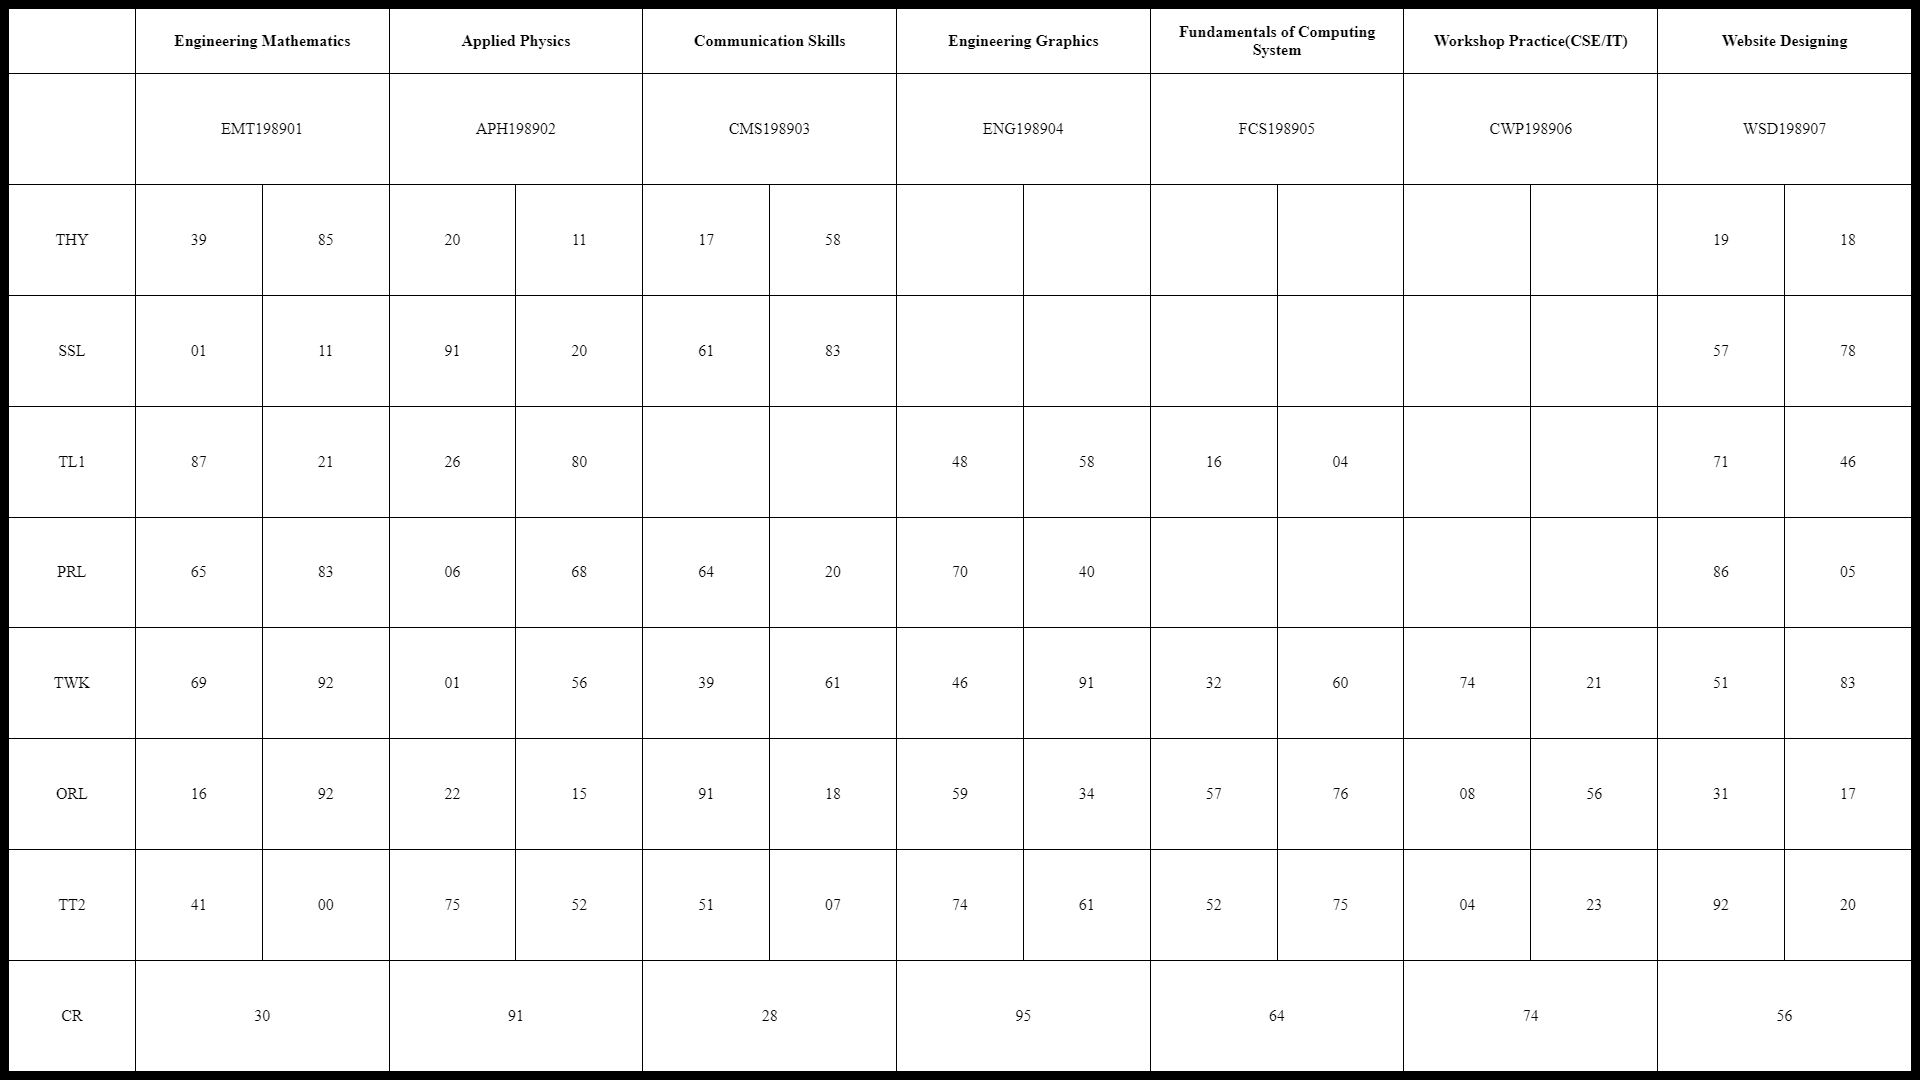 Engineering Mathematics Applied Physics Communication Skills Engineering Graphics Fundamentals of Computing System Workshop Practice(CSE/IT) Website Designing
EMT198901 APH198902 CMS198903 ENG198904 FCS198905 CWP198906 WSD198907
THY 39 85 20 11 17 58 19 18
SSL 01 11 91 20 61 83 57 78
TL1 87 21 26 80 48 58 16 04 71 46
PRL 65 83 06 68 64 20 70 40 86 05
TWK 69 92 01 56 39 61 46 91 32 60 74 21 51 83
ORL 16 92 22 15 91 18 59 34 57 76 08 56 31 17
TT2 41 00 75 52 51 07 74 61 52 75 04 23 92 20
CR 30 91 28 95 64 74 56